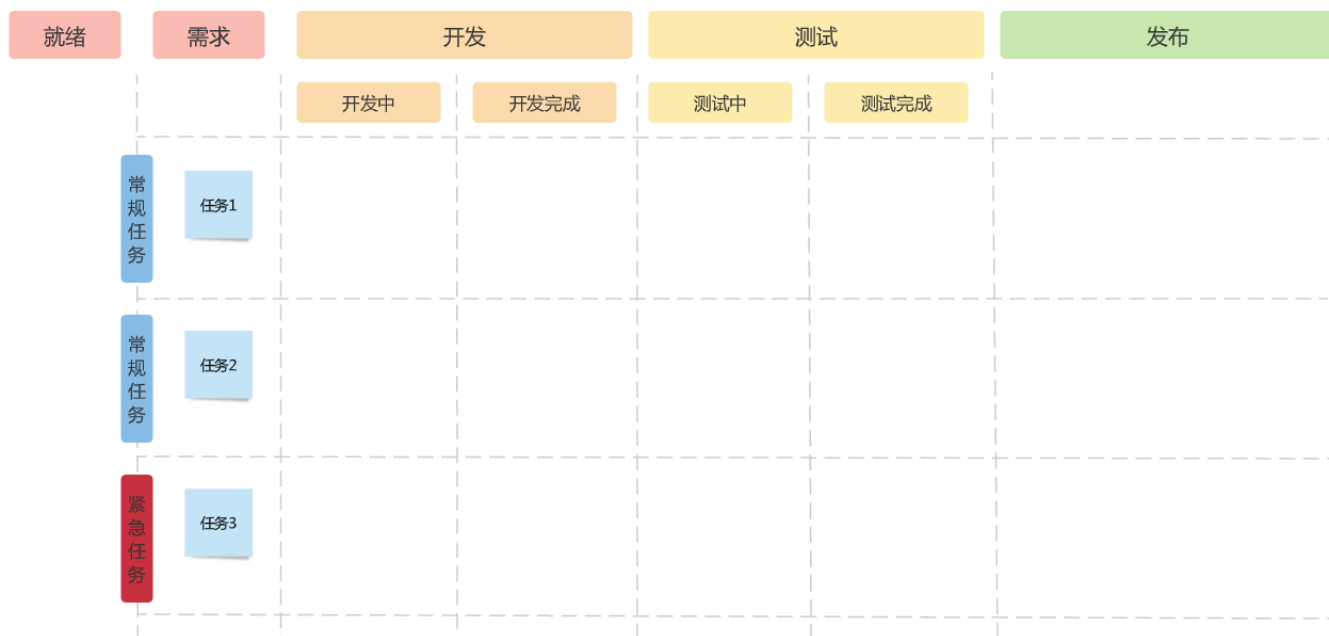 就绪
需求
开发
测试
发布
开发中
开发完成
测试中
测试完成
常规任务
任务1
常规任务
任务2
紧急任务
任务3